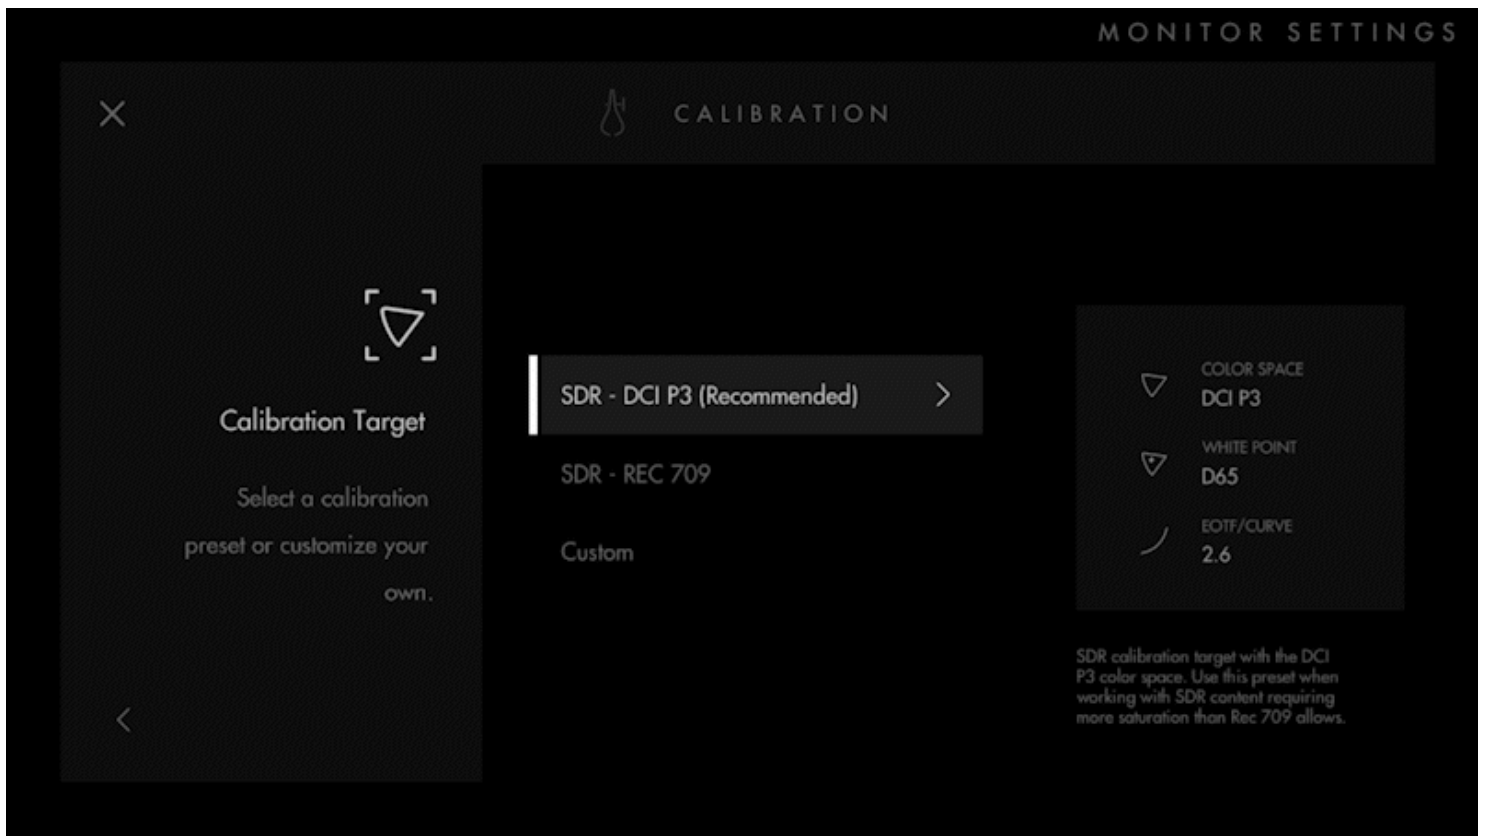 MONITOR SETTINGS
CALIBRATION
Calibration Target
Select a calibration
preset or customize your
own.
SDR - DCI P3 (Recommended)
SDR - REC 709
Custom
COLOR SPACE
DCI P3
WHITE POINT
D65
EOTF/CURVE
2.6
SDR calibration target with the DCI
P3 color space. Use this preset when
working with SDR content requiring
more saturation than Rec 709 allows.